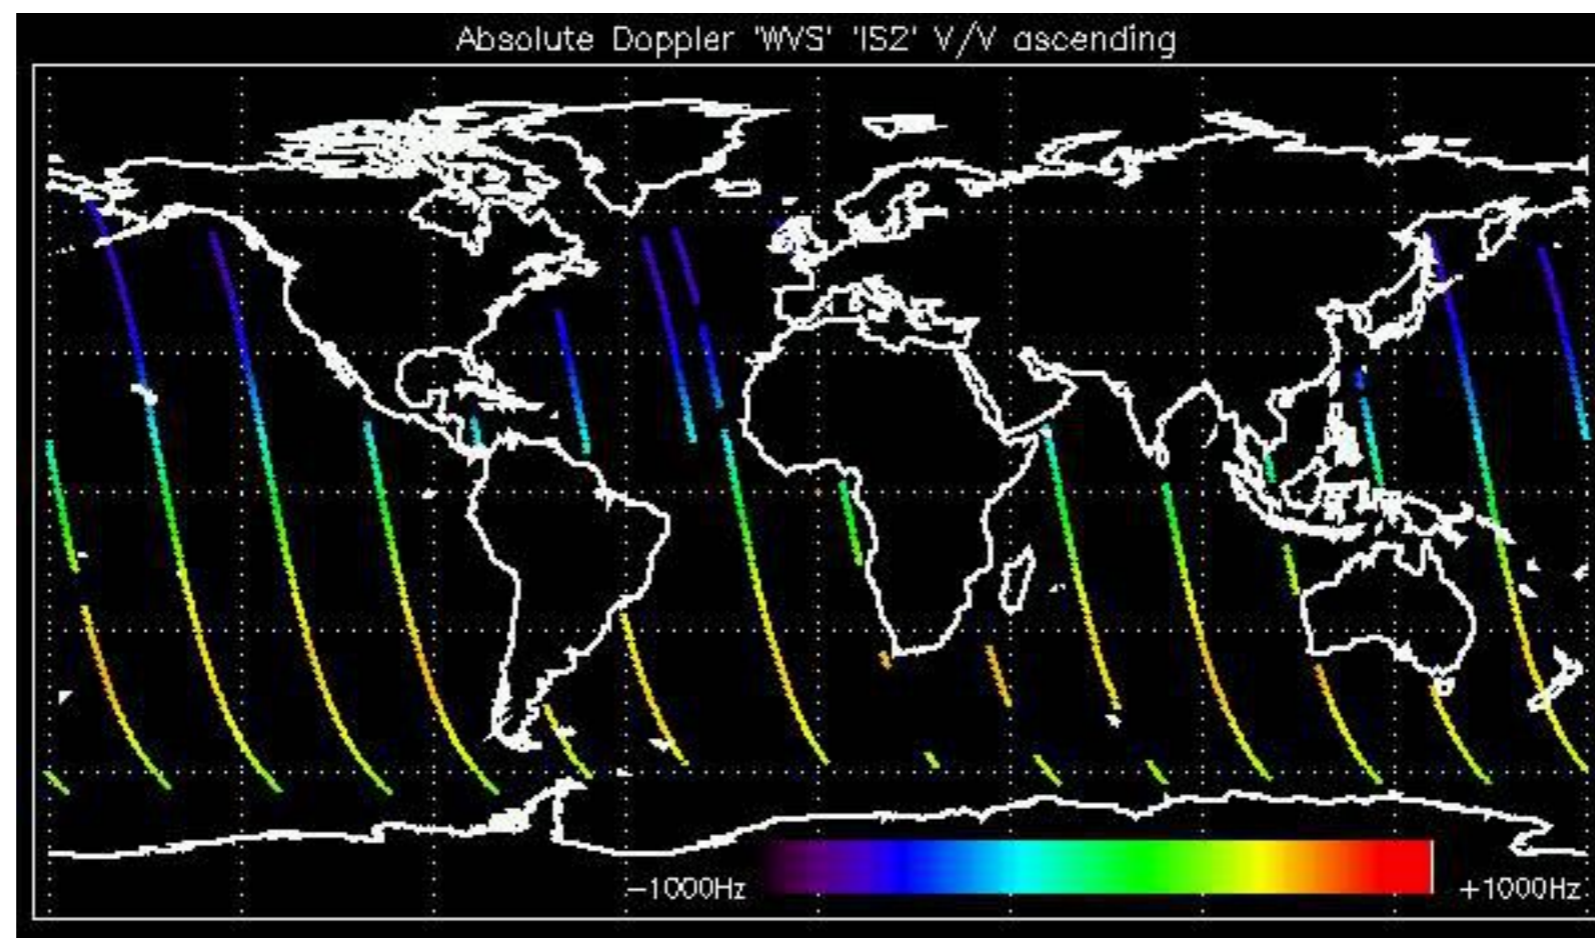 Absolute Doppler 'WVS' 'IS2' V/V ascending
-1000Hz +1000Hz